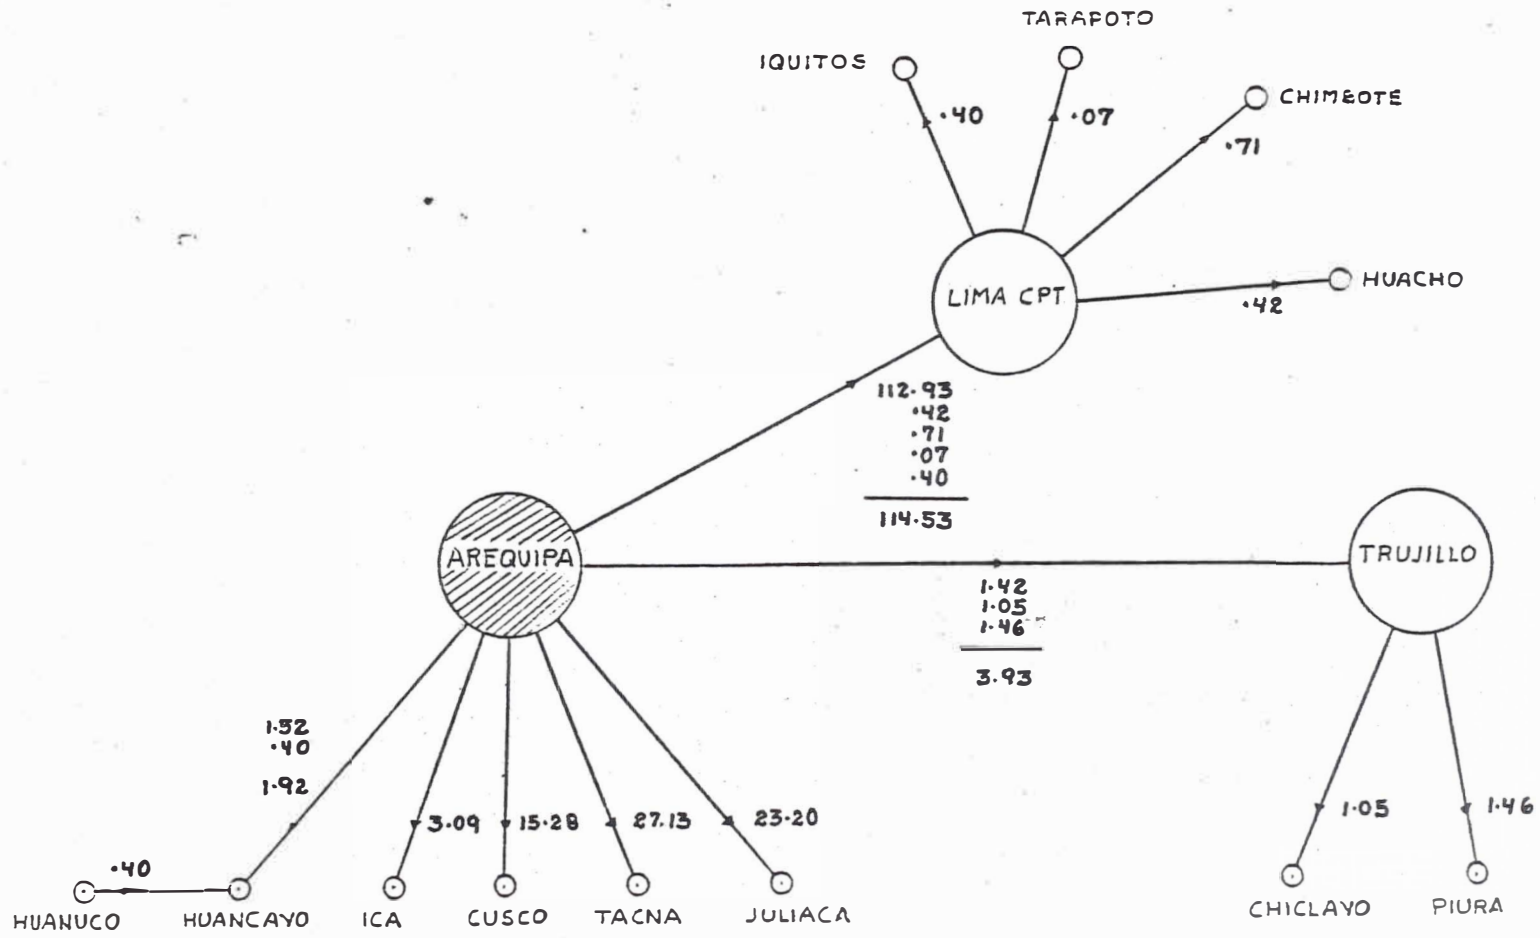 TARAPOTO
IQUITOS
CHIMBOTE
.40
.07
.71
LIMA CPT
HUACHO
.42
112.93
.42
.71
.07
.40
114.53
AREQUIPA
TRUJILLO
1.42
1.05
1.46
3.93
1.52
.40
1.92
3.09
15.28
27.13
23.20
1.05
1.46
.40
HUANUCO
HUANCAYO
ICA
CUSCO
TACNA
JULIACA
CHICLAYO
PIURA